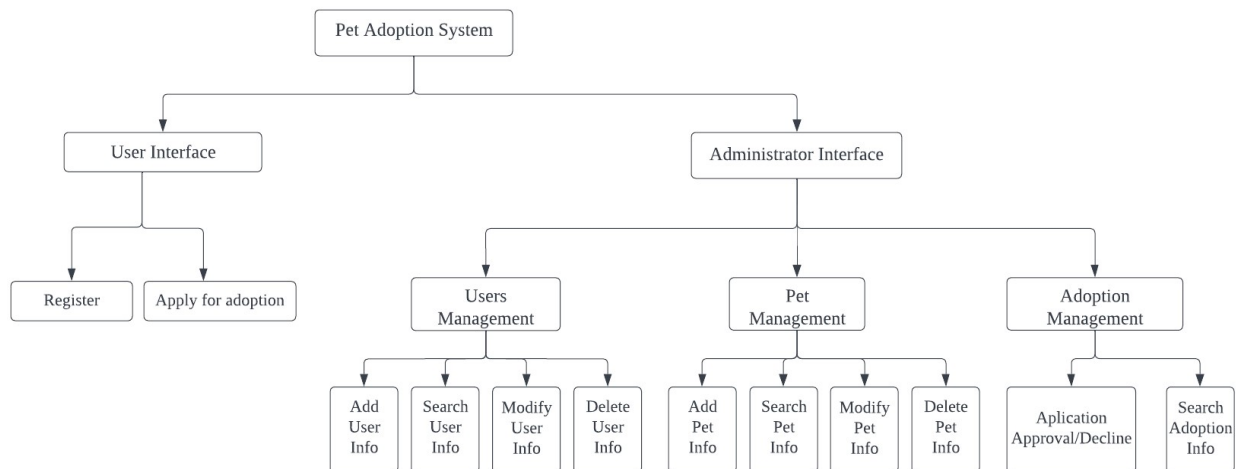 Pet Adoption System
User Interface
Administrator Interface
Register
Apply for adoption
Users
Management
Pet
Management
Adoption
Management
Add
User
Info
Search
User
Info
Modify
User
Info
Delete
User
Info
Add
Pet
Info
Search
Pet
Info
Modify
Pet
Info
Delete
Pet
Info
Aplication
Approval/Decline
Search
Adoption
Info